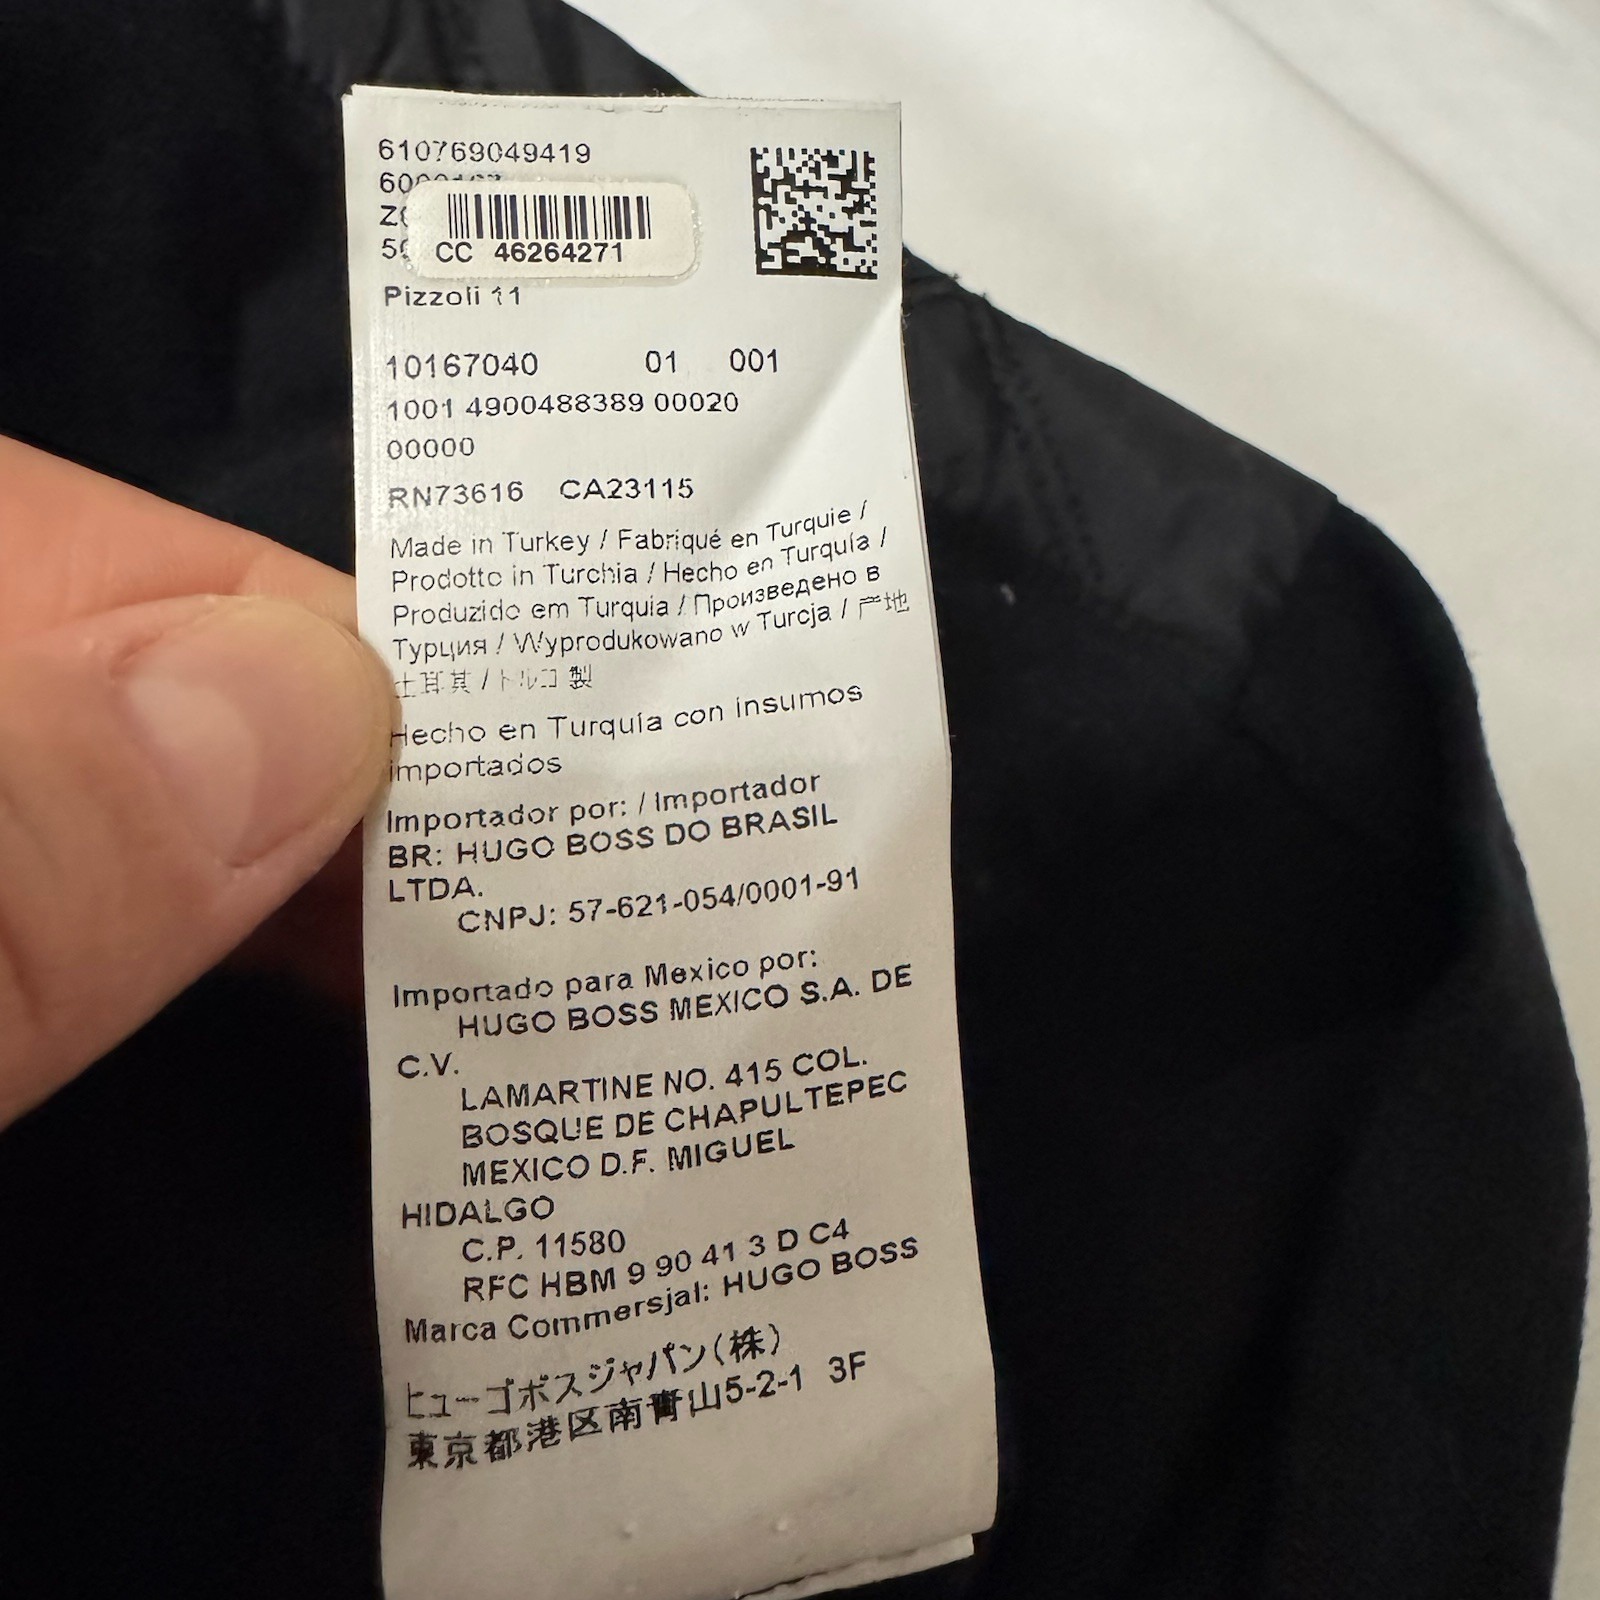 610769049419
CC 46264271
Pizzoli 11
10167040 01 001
1001 4900488389 00020
00000
RN73616 CA23115
Made in Turkey / Fabriqué en Turquie /
Prodotto in Turchia / Hecho en Turquía /
Produzido em Turquia / Произведено в
Турция / Wyprodukowano w Turcja / 产地
土耳其 / トルコ製
Hecho en Turquía con insumos
importados
Importador por: / Importador
BR: HUGO BOSS DO BRASIL
LTDA.
CNPJ: 57-621-054/0001-91
Importado para Mexico por:
HUGO BOSS MEXICO S.A. DE
C.V.
LAMARTINE NO. 415 COL.
BOSQUE DE CHAPULTEPEC
MEXICO D.F. MIGUEL
HIDALGO
C.P. 11580
RFC HBM 9 90 41 3 D C4
Marca Commersjal: HUGO BOSS
ヒューゴボスジャパン(株)
東京都港区南青山5-2-1 3F